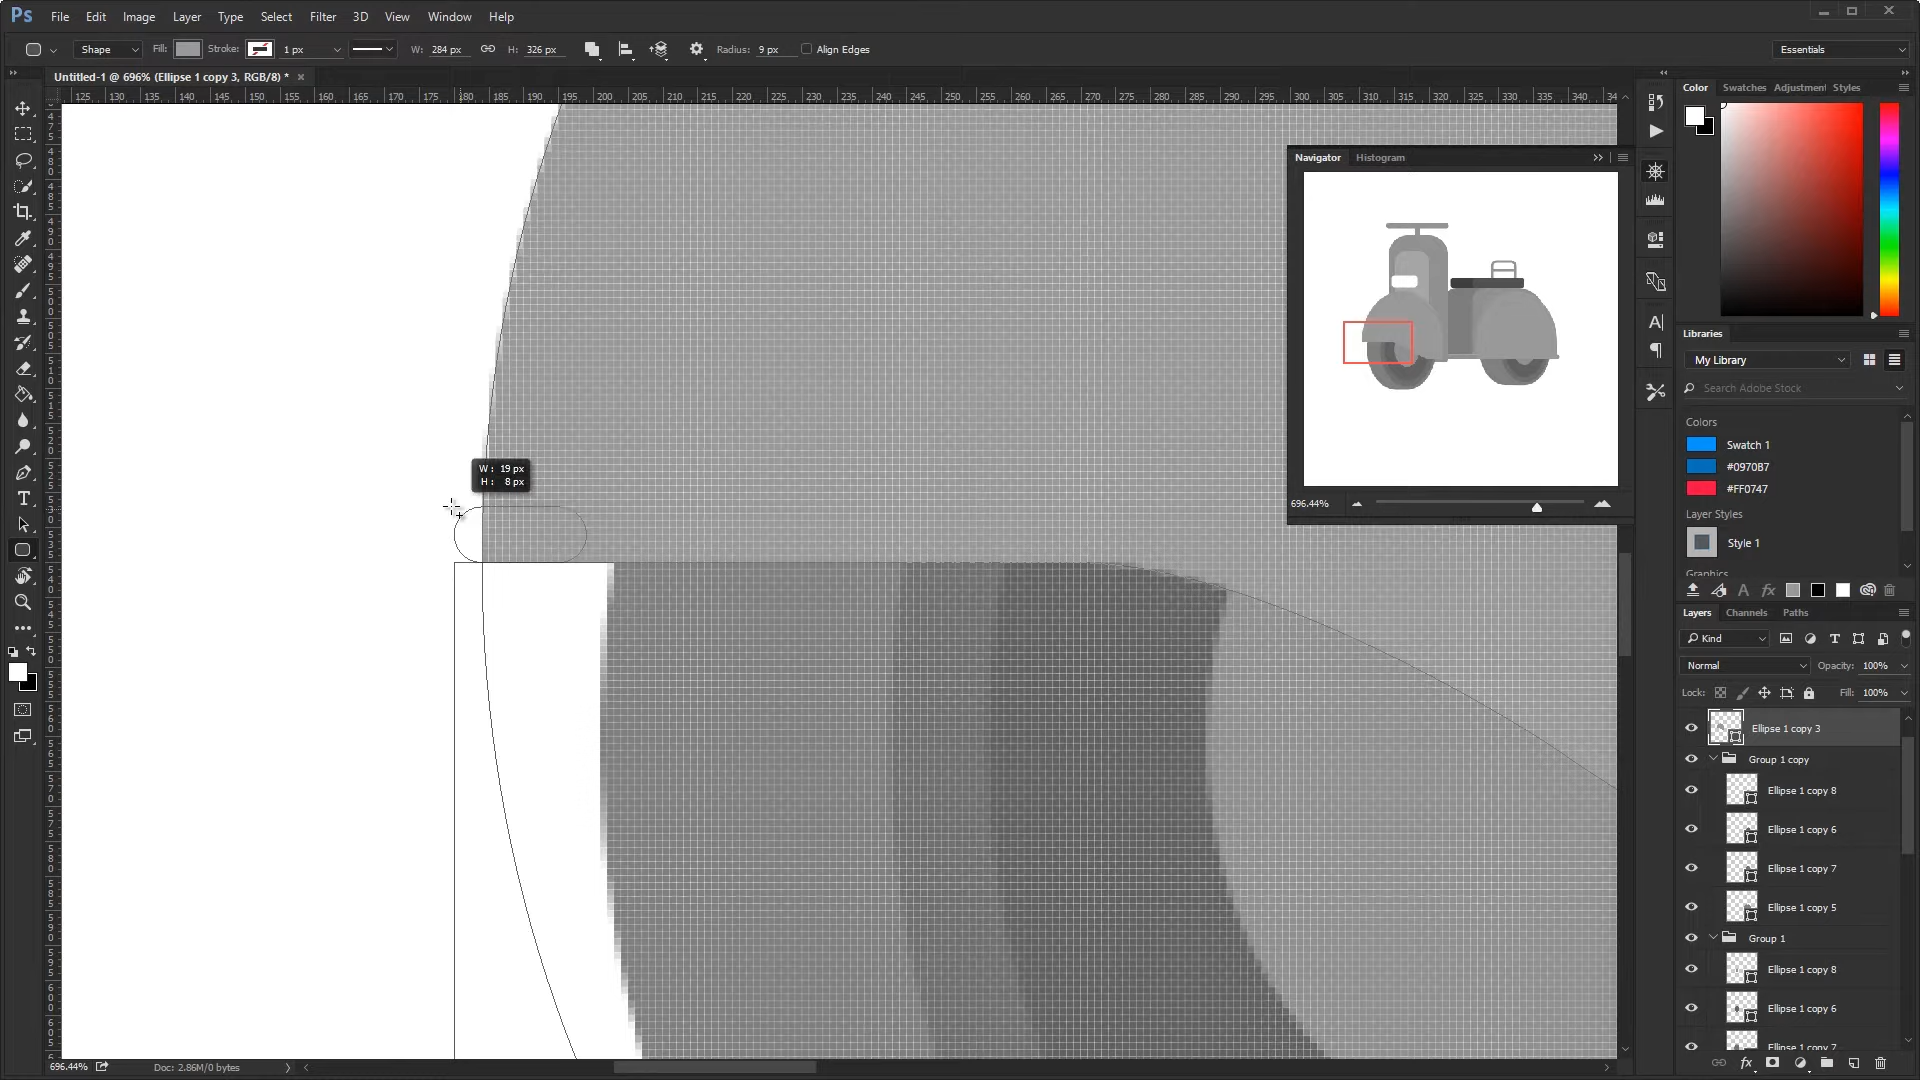 Ps File Edit Image Layer Type Select Filter 3D View Window Help
Shape Fill: Stroke: 1 px W: 284 px H: 326 px Radius: 9 px Align Edges Essentials
Untitled-1 @ 696% (Ellipse 1 copy 3, RGB/8) * ×
125 130 135 140 145 150 155 160 165 170 175 180 185 190 195 200 205 210 215 220 225 230 235 240 245 250 255 260 265 270 275 280 285 290 295 300 305 310 315 320 325 330 335 340 34
Color Swatches Adjustment Styles
Navigator Histogram
696.44%
W: 19 px
H: 8 px
Libraries
My Library
Search Adobe Stock
Colors
Swatch 1
#0970B7
#FF0747
Layer Styles
Style 1
Graphics
Layers Channels Paths
Kind
Normal Opacity: 100%
Lock: Fill: 100%
Ellipse 1 copy 3
Group 1 copy
Ellipse 1 copy 8
Ellipse 1 copy 6
Ellipse 1 copy 7
Ellipse 1 copy 5
Group 1
Ellipse 1 copy 8
Ellipse 1 copy 6
Ellipse 1 copy 7
696.44% Doc: 2.86M/0 bytes